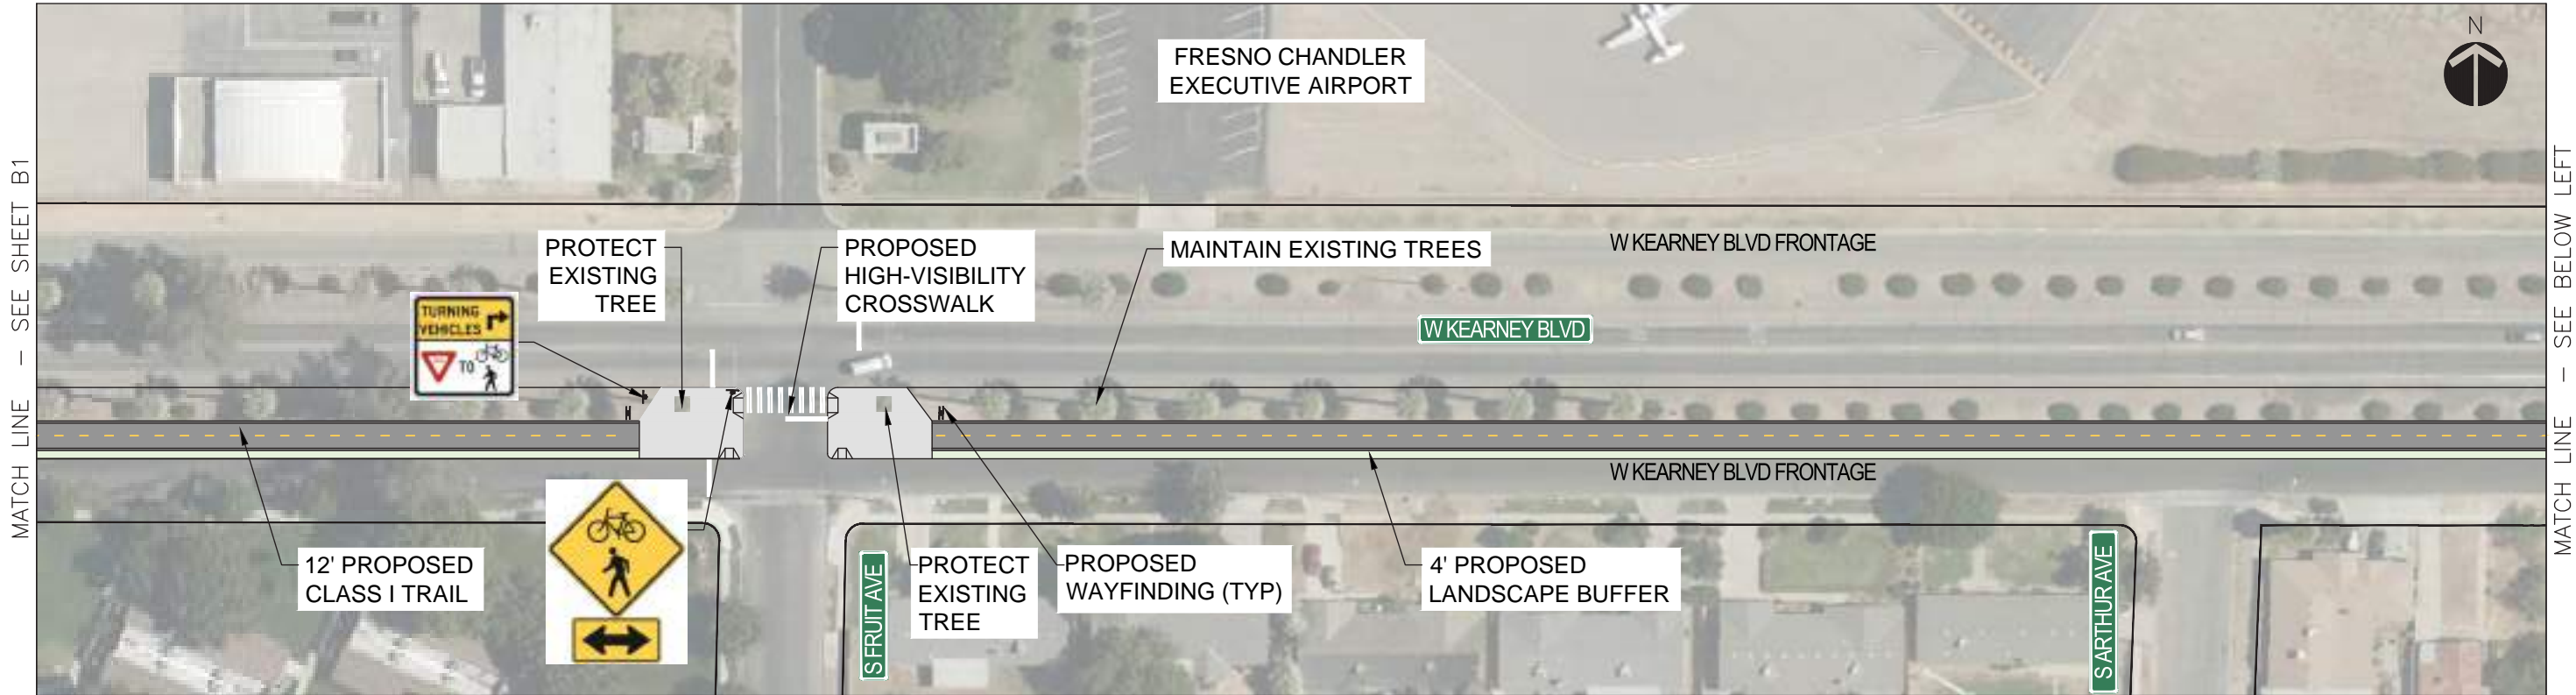 FRESNO CHANDLER
EXECUTIVE AIRPORT
N
MATCH LINE - SEE SHEET B1
MATCH LINE - SEE BELOW LEFT
W KEARNEY BLVD FRONTAGE
PROTECT
EXISTING
TREE
PROPOSED
HIGH-VISIBILITY
CROSSWALK
MAINTAIN EXISTING TREES
TURNING
VEHICLES
TO
W KEARNEY BLVD
W KEARNEY BLVD FRONTAGE
12' PROPOSED
CLASS I TRAIL
S FRUIT AVE
PROTECT
EXISTING
TREE
PROPOSED
WAYFINDING (TYP)
4' PROPOSED
LANDSCAPE BUFFER
S ARTHUR AVE